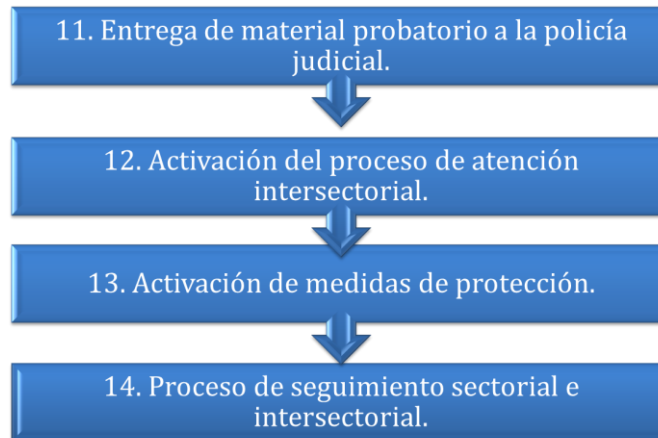 11. Entrega de material probatorio a la policía
judicial.
12. Activación del proceso de atención
intersectorial.
13. Activación de medidas de protección.
14. Proceso de seguimiento sectorial e
intersectorial.